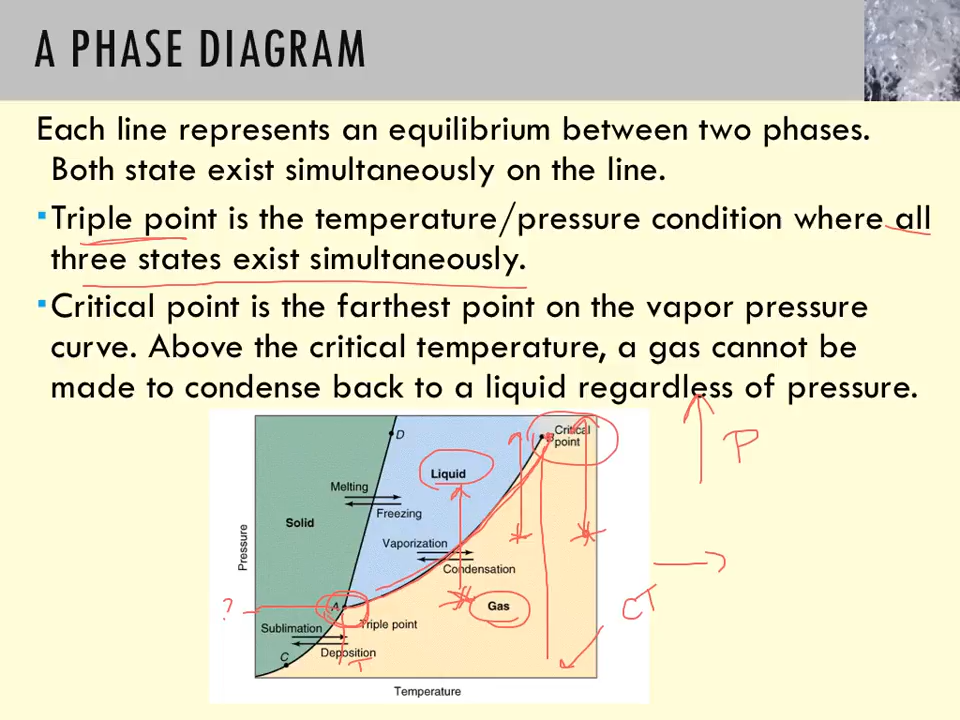 A PHASE DIAGRAM
Each line represents an equilibrium between two phases.
Both state exist simultaneously on the line.
Triple point is the temperature/pressure condition where all
three states exist simultaneously.
Critical point is the farthest point on the vapor pressure
curve. Above the critical temperature, a gas cannot be
made to condense back to a liquid regardless of pressure.
D
B
Critical
point
P
Liquid
Melting
Freezing
Solid
Vaporization
Condensation
Pressure
A
Gas
?
CT
Triple point
Sublimation
Deposition
C
T
Temperature